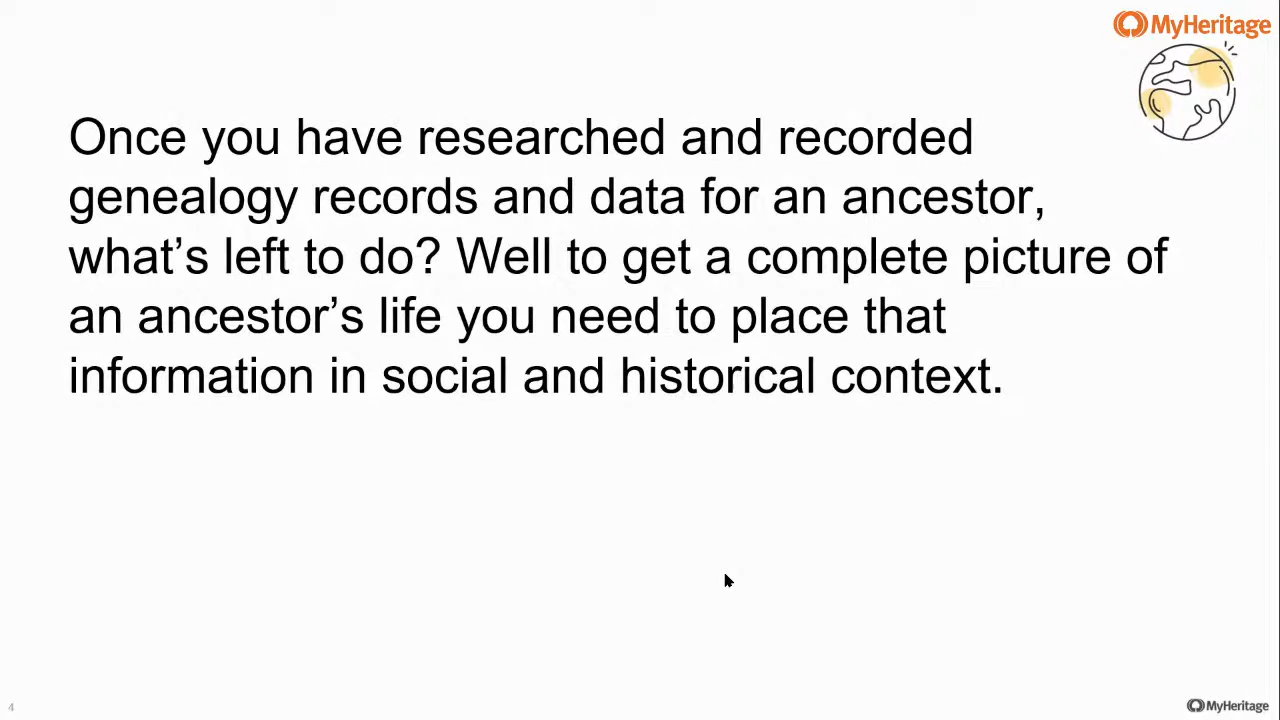 MyHeritage
Once you have researched and recorded
genealogy records and data for an ancestor,
what’s left to do? Well to get a complete picture of
an ancestor’s life you need to place that
information in social and historical context.
4
MyHeritage